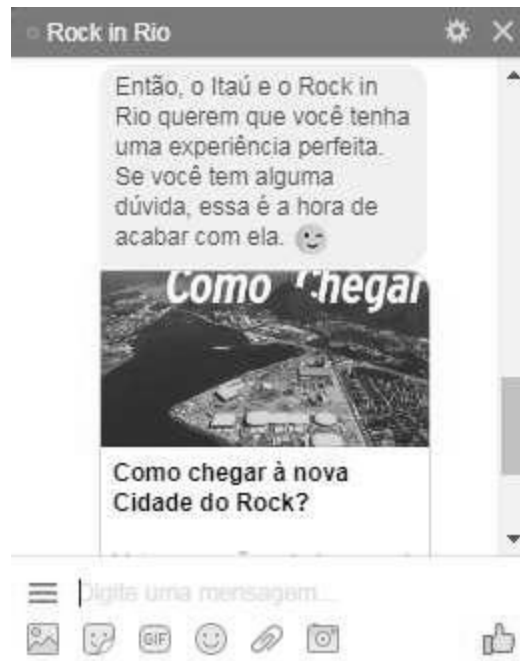 Rock in Rio
Então, o Itaú e o Rock in
Rio querem que você tenha
uma experiência perfeita.
Se você tem alguma
dúvida, essa é a hora de
acabar com ela.
Como Chegar
Como chegar à nova
Cidade do Rock?
Digite uma mensagem...
GIF